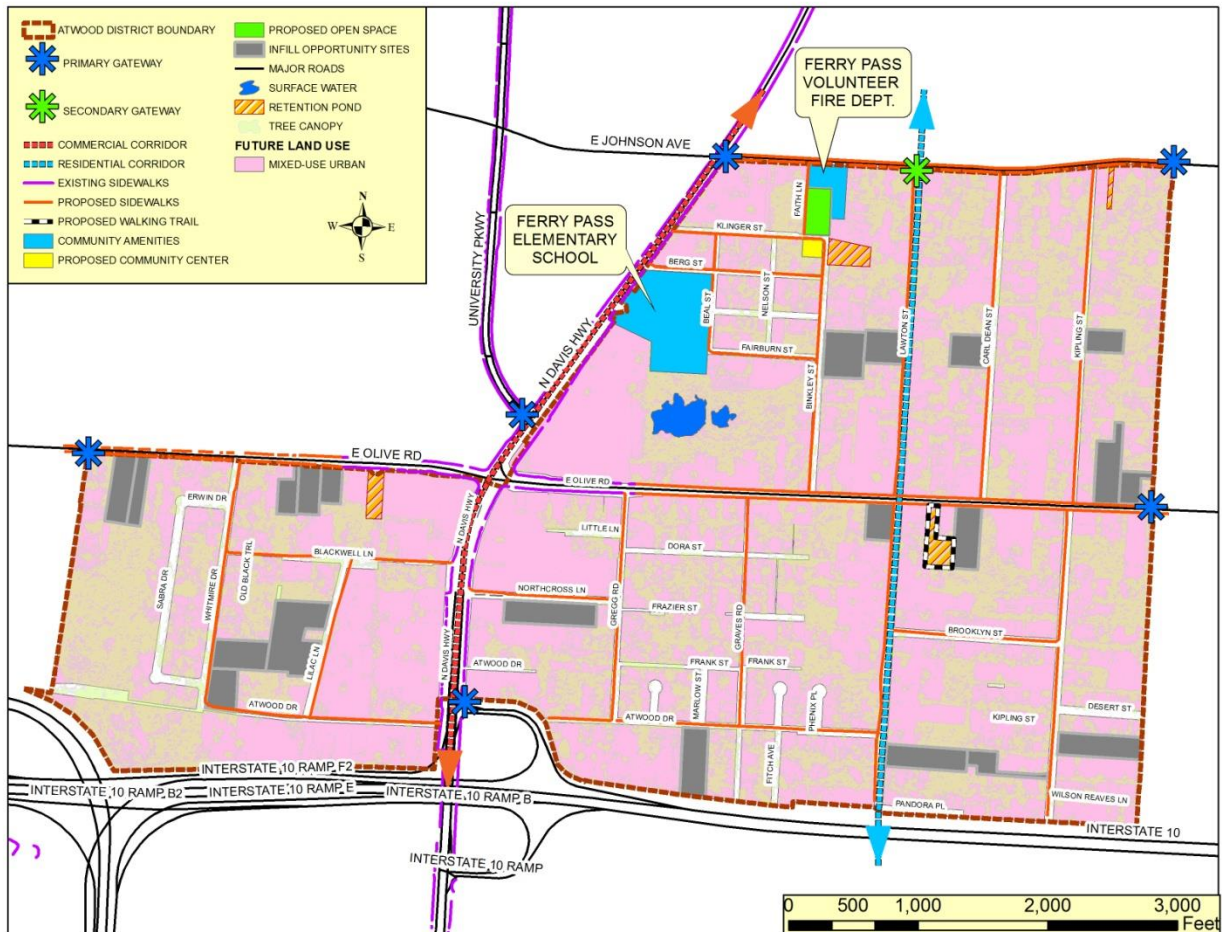 ATWOOD DISTRICT BOUNDARY
PRIMARY GATEWAY
SECONDARY GATEWAY
COMMERCIAL CORRIDOR
RESIDENTIAL CORRIDOR
EXISTING SIDEWALKS
PROPOSED SIDEWALKS
PROPOSED WALKING TRAIL
COMMUNITY AMENITIES
PROPOSED COMMUNITY CENTER
PROPOSED OPEN SPACE
INFILL OPPORTUNITY SITES
MAJOR ROADS
SURFACE WATER
RETENTION POND
TREE CANOPY
FUTURE LAND USE
MIXED-USE URBAN
N
W E
S
FERRY PASS
VOLUNTEER
FIRE DEPT.
E JOHNSON AVE
FERRY PASS
ELEMENTARY
SCHOOL
UNIVERSITY PKWY
N DAVIS HWY.
FAITH LN
KLINGER ST
BERG ST
BEAL ST
NELSON ST
FAIRBURN ST
BINKLEY ST
LAWTON ST
CARL DEAN ST
KIPLING ST
E OLIVE RD
E OLIVE RD
N DAVIS HWY
ERWIN DR
SABRA DR
WHITMIRE DR
OLD BLACK TRL
BLACKWELL LN
LILAC LN
ATWOOD DR
N DAVIS HWY
LITTLE LN
DORA ST
NORTHCROSS LN
GREGG RD
FRAZIER ST
GRAVES RD
ATWOOD DR
FRANK ST
FRANK ST
MARLOW ST
ATWOOD DR
FITCH AVE
PHENIX PL
BROOKLYN ST
KIPLING ST
DESERT ST
WILSON REAVES LN
PANDORA PL
INTERSTATE 10 RAMP F2
INTERSTATE 10 RAMP B2
INTERSTATE 10 RAMP E
INTERSTATE 10 RAMP B
INTERSTATE 10 RAMP
INTERSTATE 10
0 500 1,000 2,000 3,000
Feet